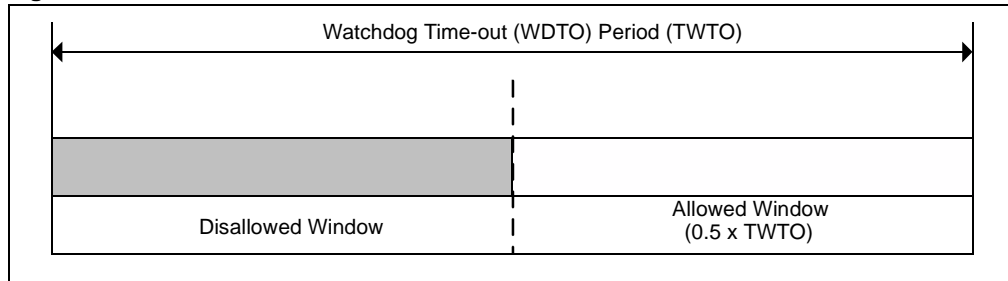 Watchdog Time-out (WDTO) Period (TWTO)
Disallowed Window
Allowed Window
(0.5 x TWTO)